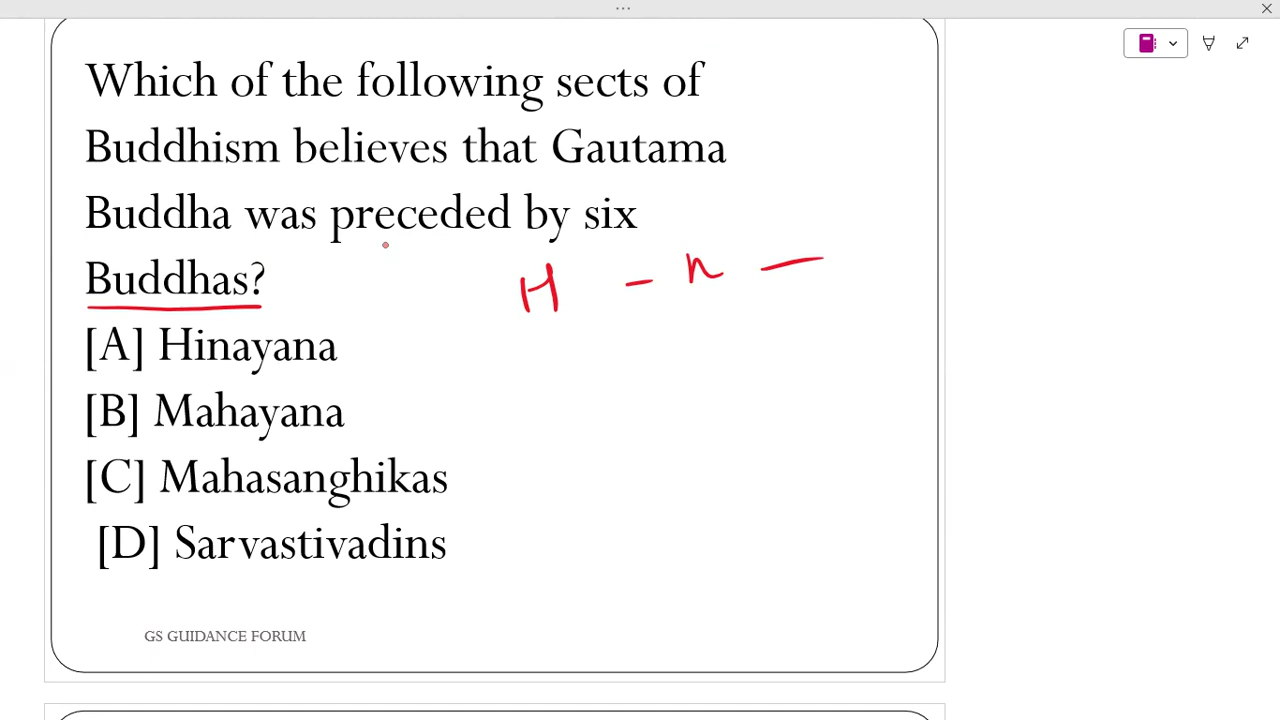 Which of the following sects of
Buddhism believes that Gautama
Buddha was preceded by six
Buddhas?
H - n -
[A] Hinayana
[B] Mahayana
[C] Mahasanghikas
[D] Sarvastivadins
GS GUIDANCE FORUM